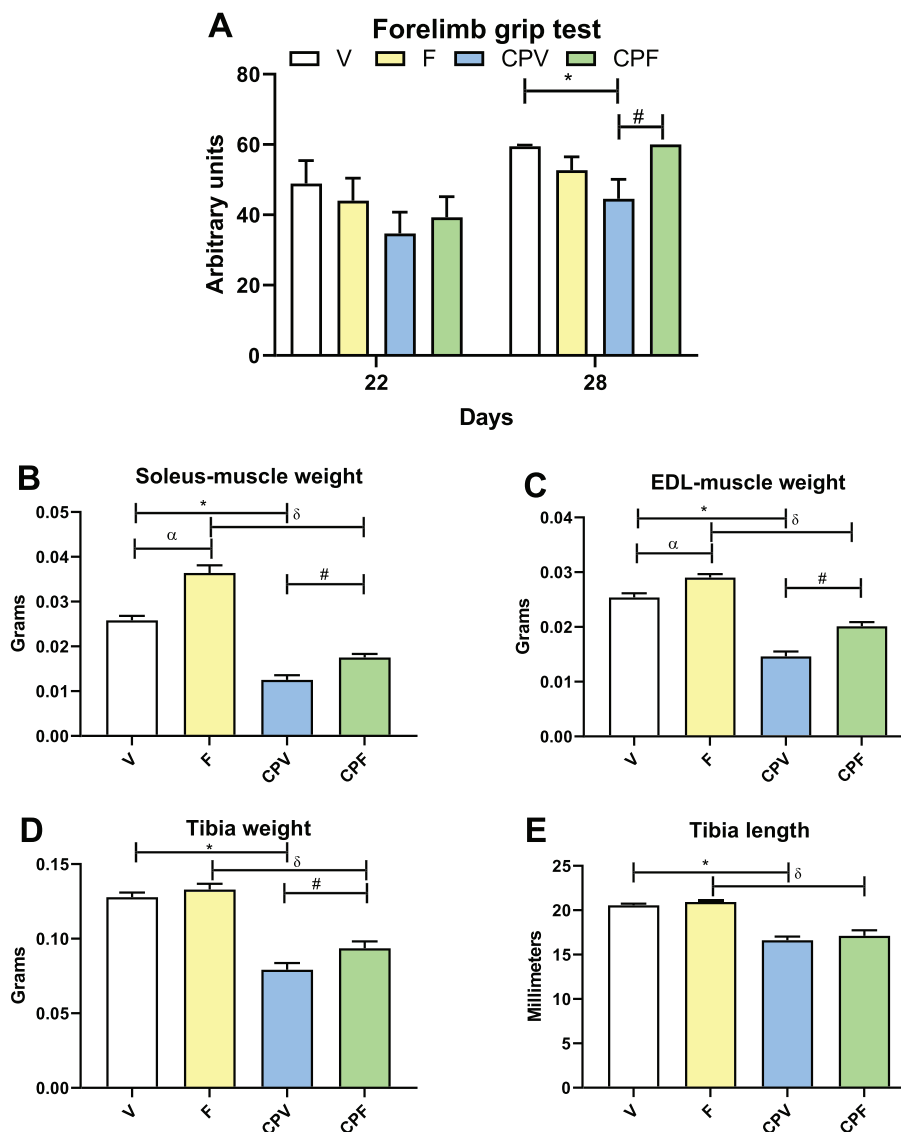 A
Forelimb grip test
V F CPV CPF
80
60
40
20
0
Arbitrary units
*
#
22 28
Days
B
Soleus-muscle weight
0.05
0.04
0.03
0.02
0.01
0.00
Grams
*
δ
α
#
V F CPV CPF
C
EDL-muscle weight
0.04
0.03
0.02
0.01
0.00
Grams
*
δ
α
#
V F CPV CPF
D
Tibia weight
0.15
0.10
0.05
0.00
Grams
*
δ
#
V F CPV CPF
E
Tibia length
25
20
15
10
5
0
Millimeters
*
δ
V F CPV CPF